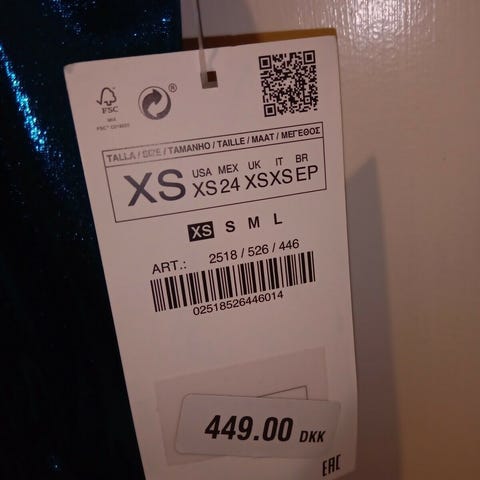 FSC
MIX
®
TALLA / SIZE / TAMANHO / TAILLE / MAAT / ΜΕΓΕΘΟΣ
XS
USA MEX UK IT BR
XS 24 XS XS EP
XS S M L
ART.: 2518 / 526 / 446
02518526446014
449.00 DKK
EAC